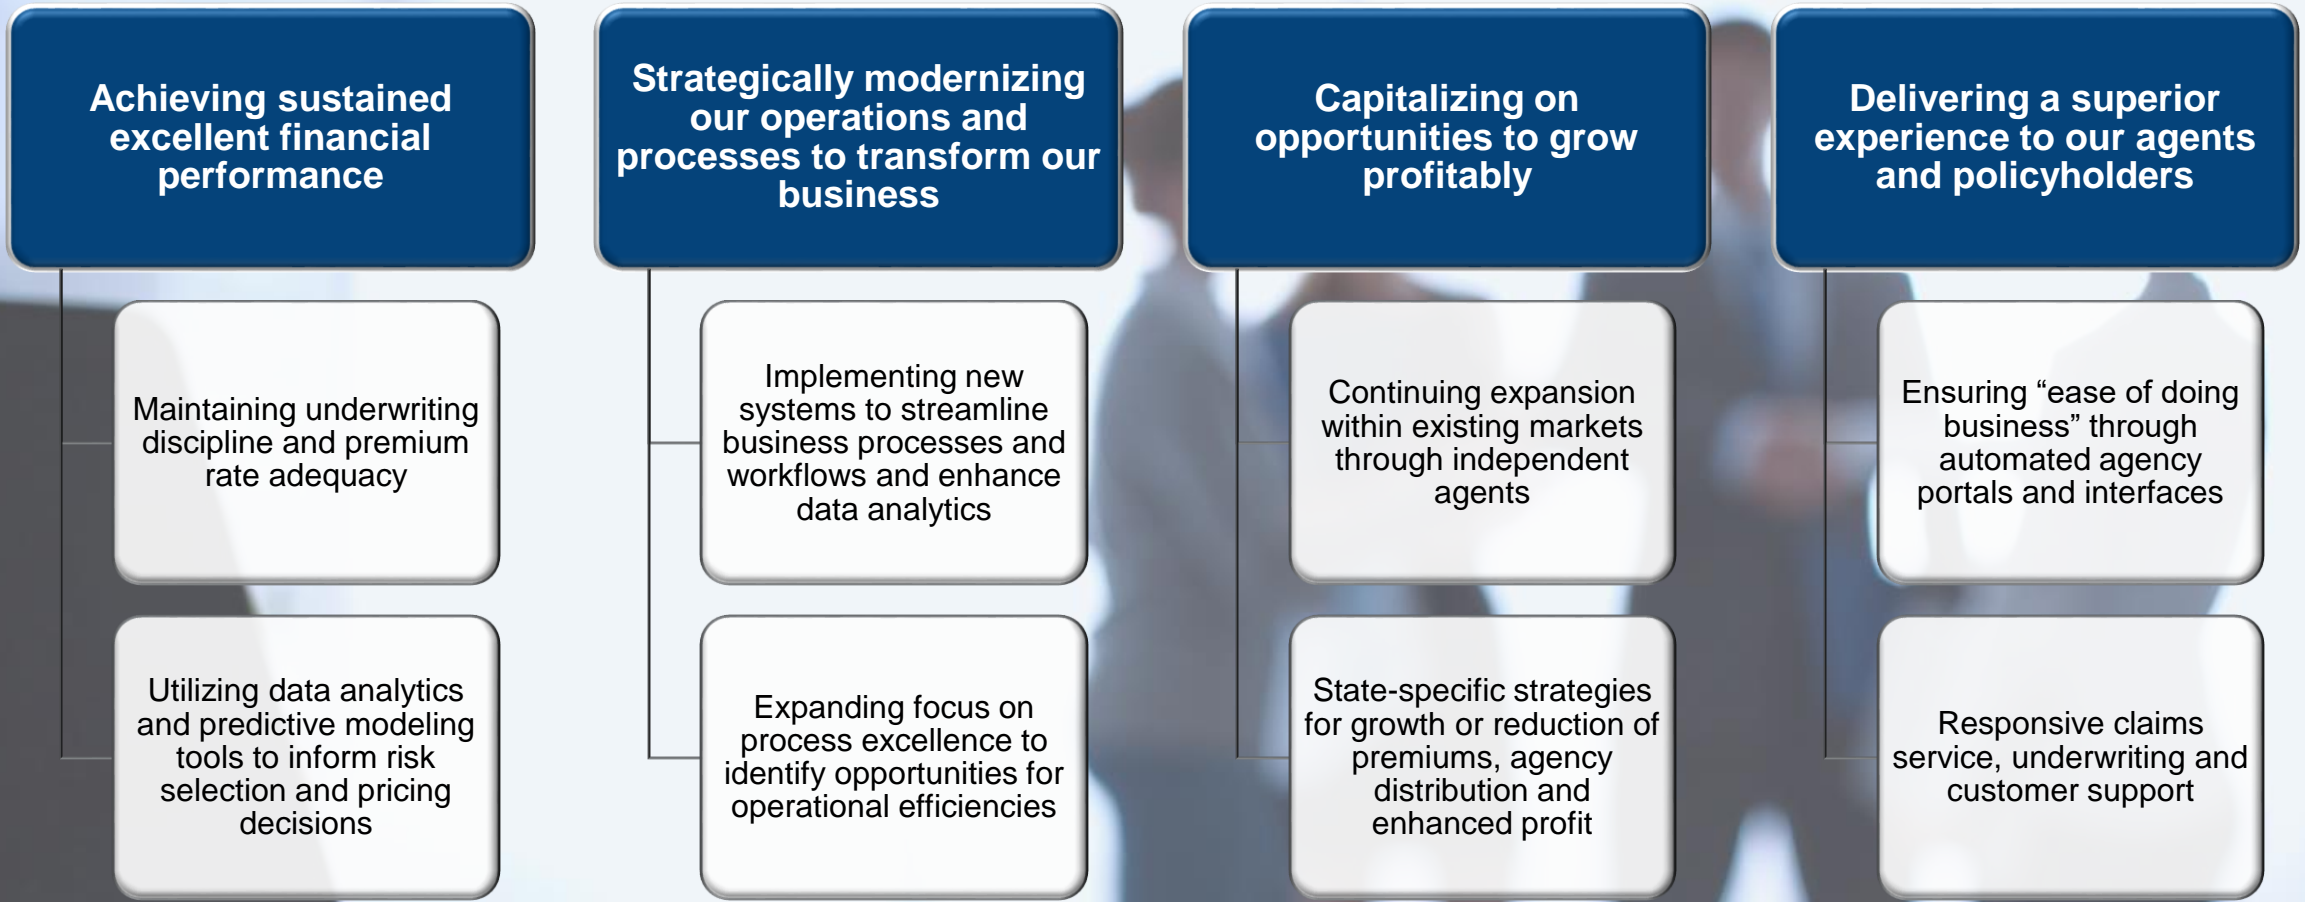 Achieving sustained
excellent financial
performance
Maintaining underwriting
discipline and premium
rate adequacy
Utilizing data analytics
and predictive modeling
tools to inform risk
selection and pricing
decisions
Strategically modernizing
our operations and
processes to transform our
business
Implementing new
systems to streamline
business processes and
workflows and enhance
data analytics
Expanding focus on
process excellence to
identify opportunities for
operational efficiencies
Capitalizing on
opportunities to grow
profitably
Continuing expansion
within existing markets
through independent
agents
State-specific strategies
for growth or reduction of
premiums, agency
distribution and
enhanced profit
Delivering a superior
experience to our agents
and policyholders
Ensuring “ease of doing
business” through
automated agency
portals and interfaces
Responsive claims
service, underwriting and
customer support